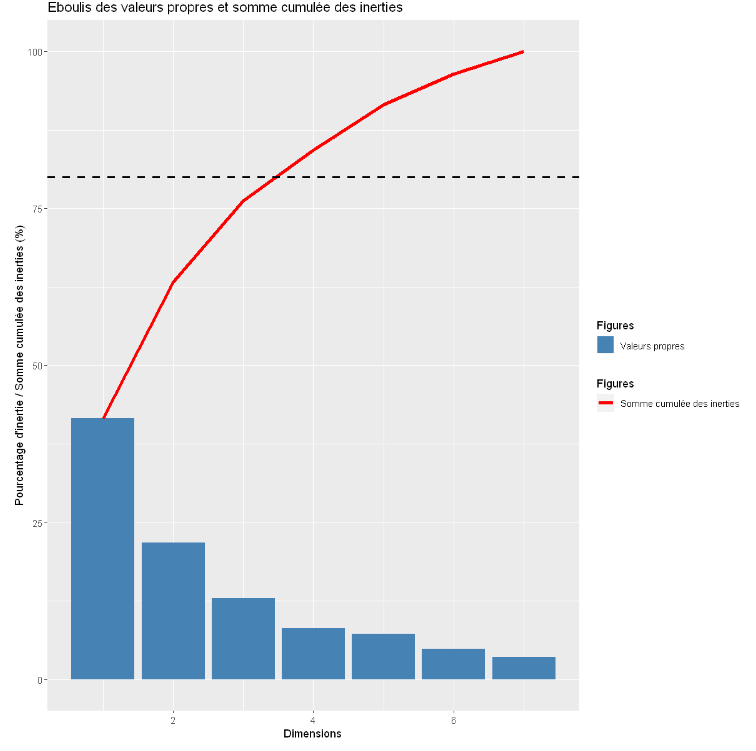 Eboulis des valeurs propres et somme cumulée des inerties
Pourcentage d'inertie / Somme cumulée des inerties (%)
100
75
50
25
0
2
4
6
Dimensions
Figures
Valeurs propres
Figures
Somme cumulée des inerties